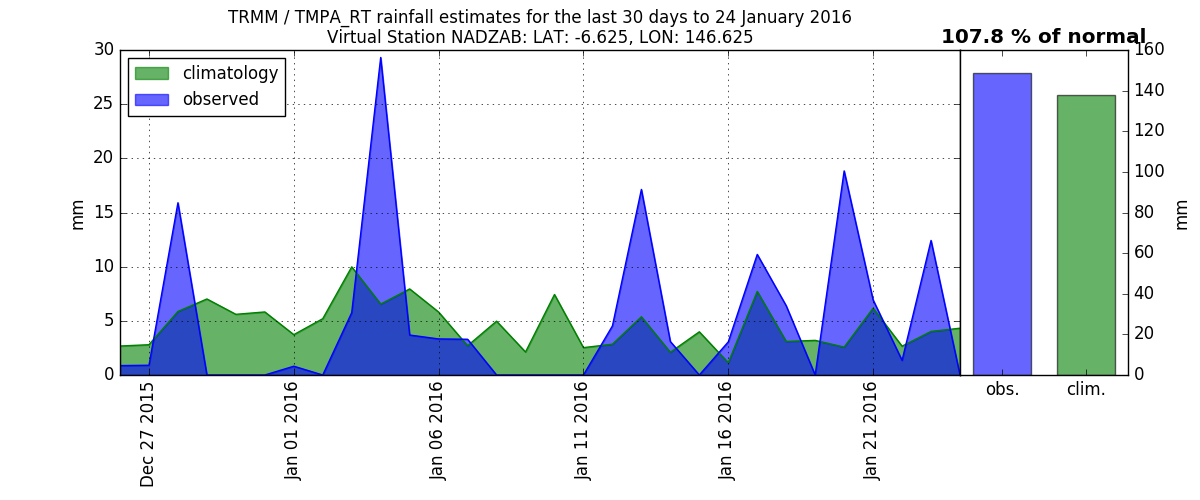 TRMM / TMPA_RT rainfall estimates for the last 30 days to 24 January 2016
Virtual Station NADZAB: LAT: -6.625, LON: 146.625
107.8 % of normal
climatology
observed
30
25
20
15
10
5
0
mm
Dec 27 2015
Jan 01 2016
Jan 06 2016
Jan 11 2016
Jan 16 2016
Jan 21 2016
160
140
120
100
80
60
40
20
0
mm
obs.
clim.